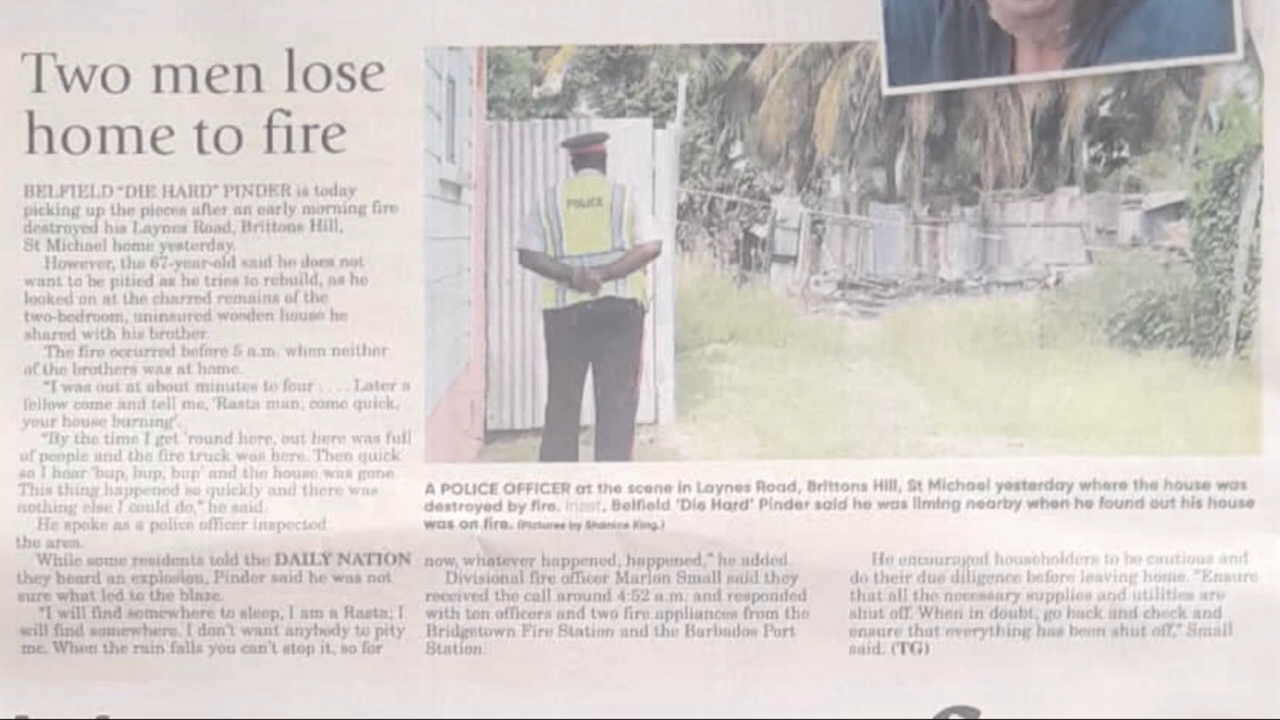 Two men lose
home to fire
BELFIELD “DIE HARD” PINDER is today
picking up the pieces after an early morning fire
destroyed his Laynes Road, Brittons Hill,
St Michael home yesterday.
However, the 67-year-old said he does not
want to be pitied as he tries to rebuild, as he
looked on at the charred remains of the
two-bedroom, uninsured wooden house he
shared with his brother.
The fire occurred before 5 a.m. when neither
of the brothers was at home.
“I was out at about minutes to four . . . . Later a
fellow come and tell me, ‘Rasta man, come quick,
your house burning’.
“By the time I get ’round here, out here was full
of people and the fire truck was here. Then quick
so I hear ‘bup, bup, bup’ and the house was gone.
This thing happened so quickly and there was
nothing else I could do,” he said.
He spoke as a police officer inspected
the area.
While some residents told the DAILY NATION
they heard an explosion, Pinder said he was not
sure what led to the blaze.
“I will find somewhere to sleep, I am a Rasta; I
will find somewhere. I don’t want anybody to pity
me. When the rain falls you can’t stop it, so for
POLICE
A POLICE OFFICER at the scene in Laynes Road, Brittons Hill, St Michael yesterday where the house was
destroyed by fire. Inset, Belfield ‘Die Hard’ Pinder said he was liming nearby when he found out his house
was on fire. (Pictures by Shanice King.)
now, whatever happened, happened,” he added.
Divisional fire officer Marlon Small said they
received the call around 4:52 a.m. and responded
with ten officers and two fire appliances from the
Bridgetown Fire Station and the Barbados Port
Station.
He encouraged householders to be cautious and
do their due diligence before leaving home. “Ensure
that all the necessary supplies and utilities are
shut off. When in doubt, go back and check and
ensure that everything has been shut off,” Small
said. (TG)